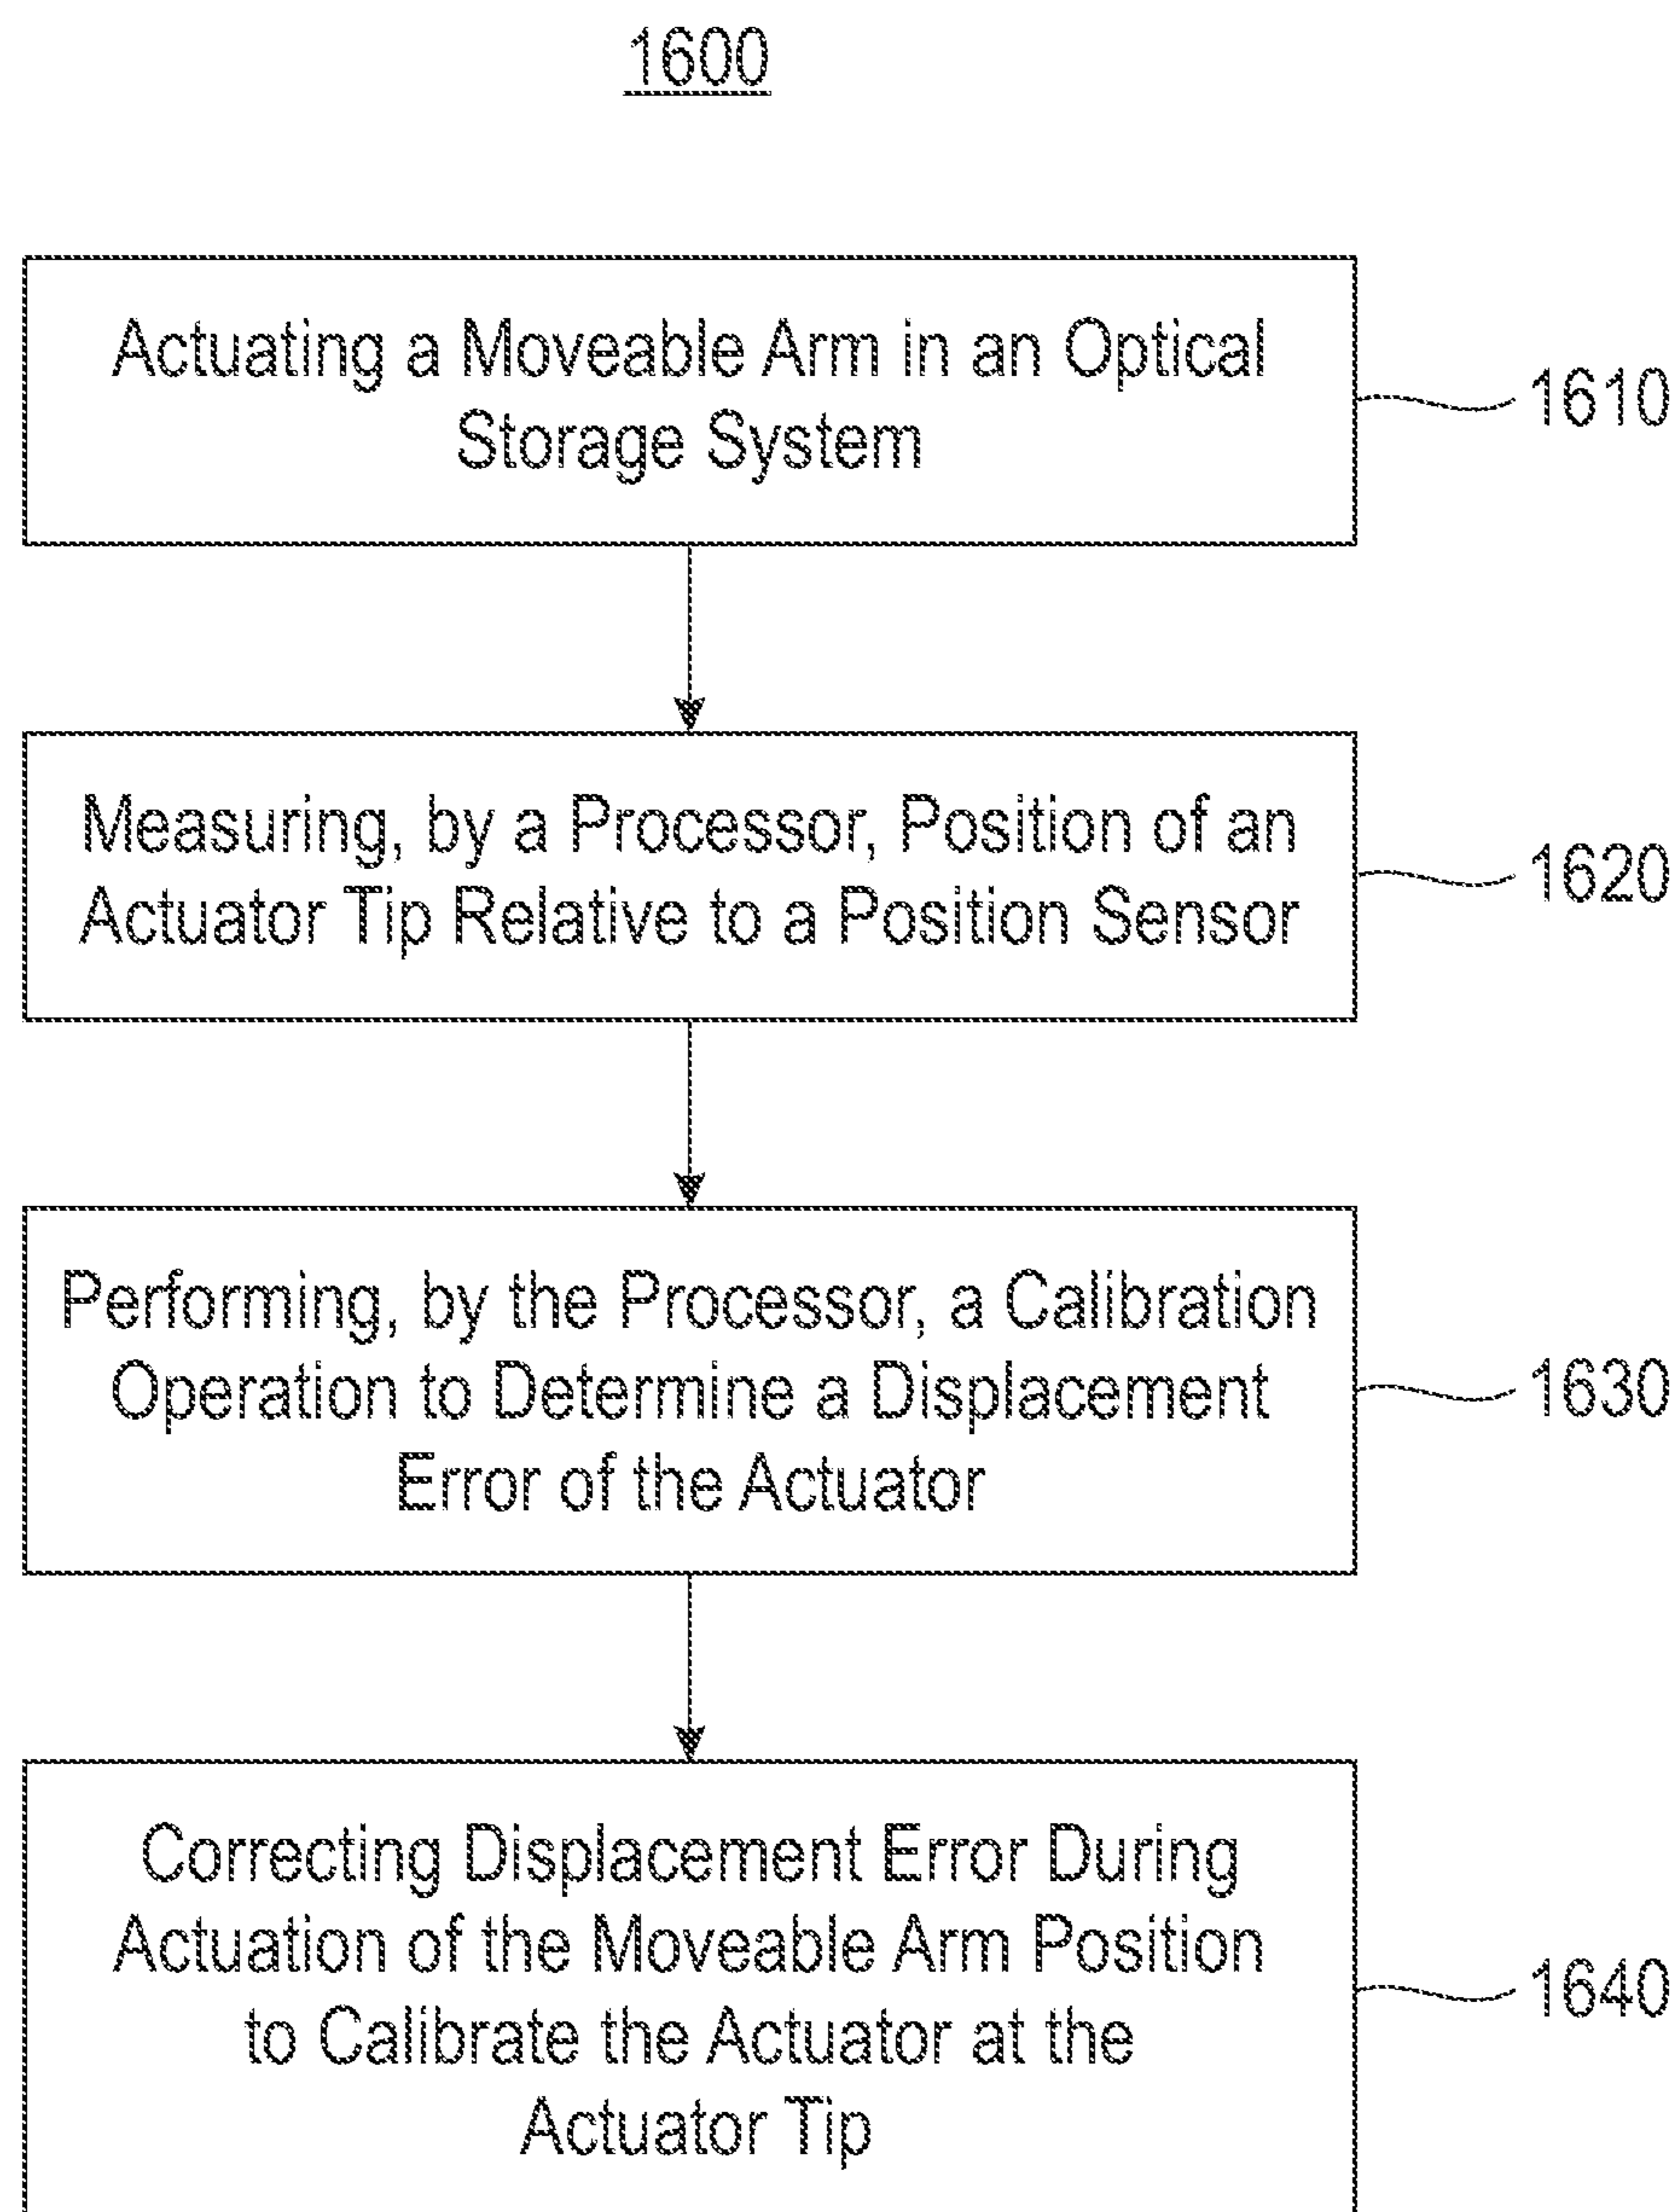 1600
Actuating a Moveable Arm in an Optical
Storage System
1610
Measuring, by a Processor, Position of an
Actuator Tip Relative to a Position Sensor
1620
Performing, by the Processor, a Calibration
Operation to Determine a Displacement
Error of the Actuator
1630
Correcting Displacement Error During
Actuation of the Moveable Arm Position
to Calibrate the Actuator at the
Actuator Tip
1640